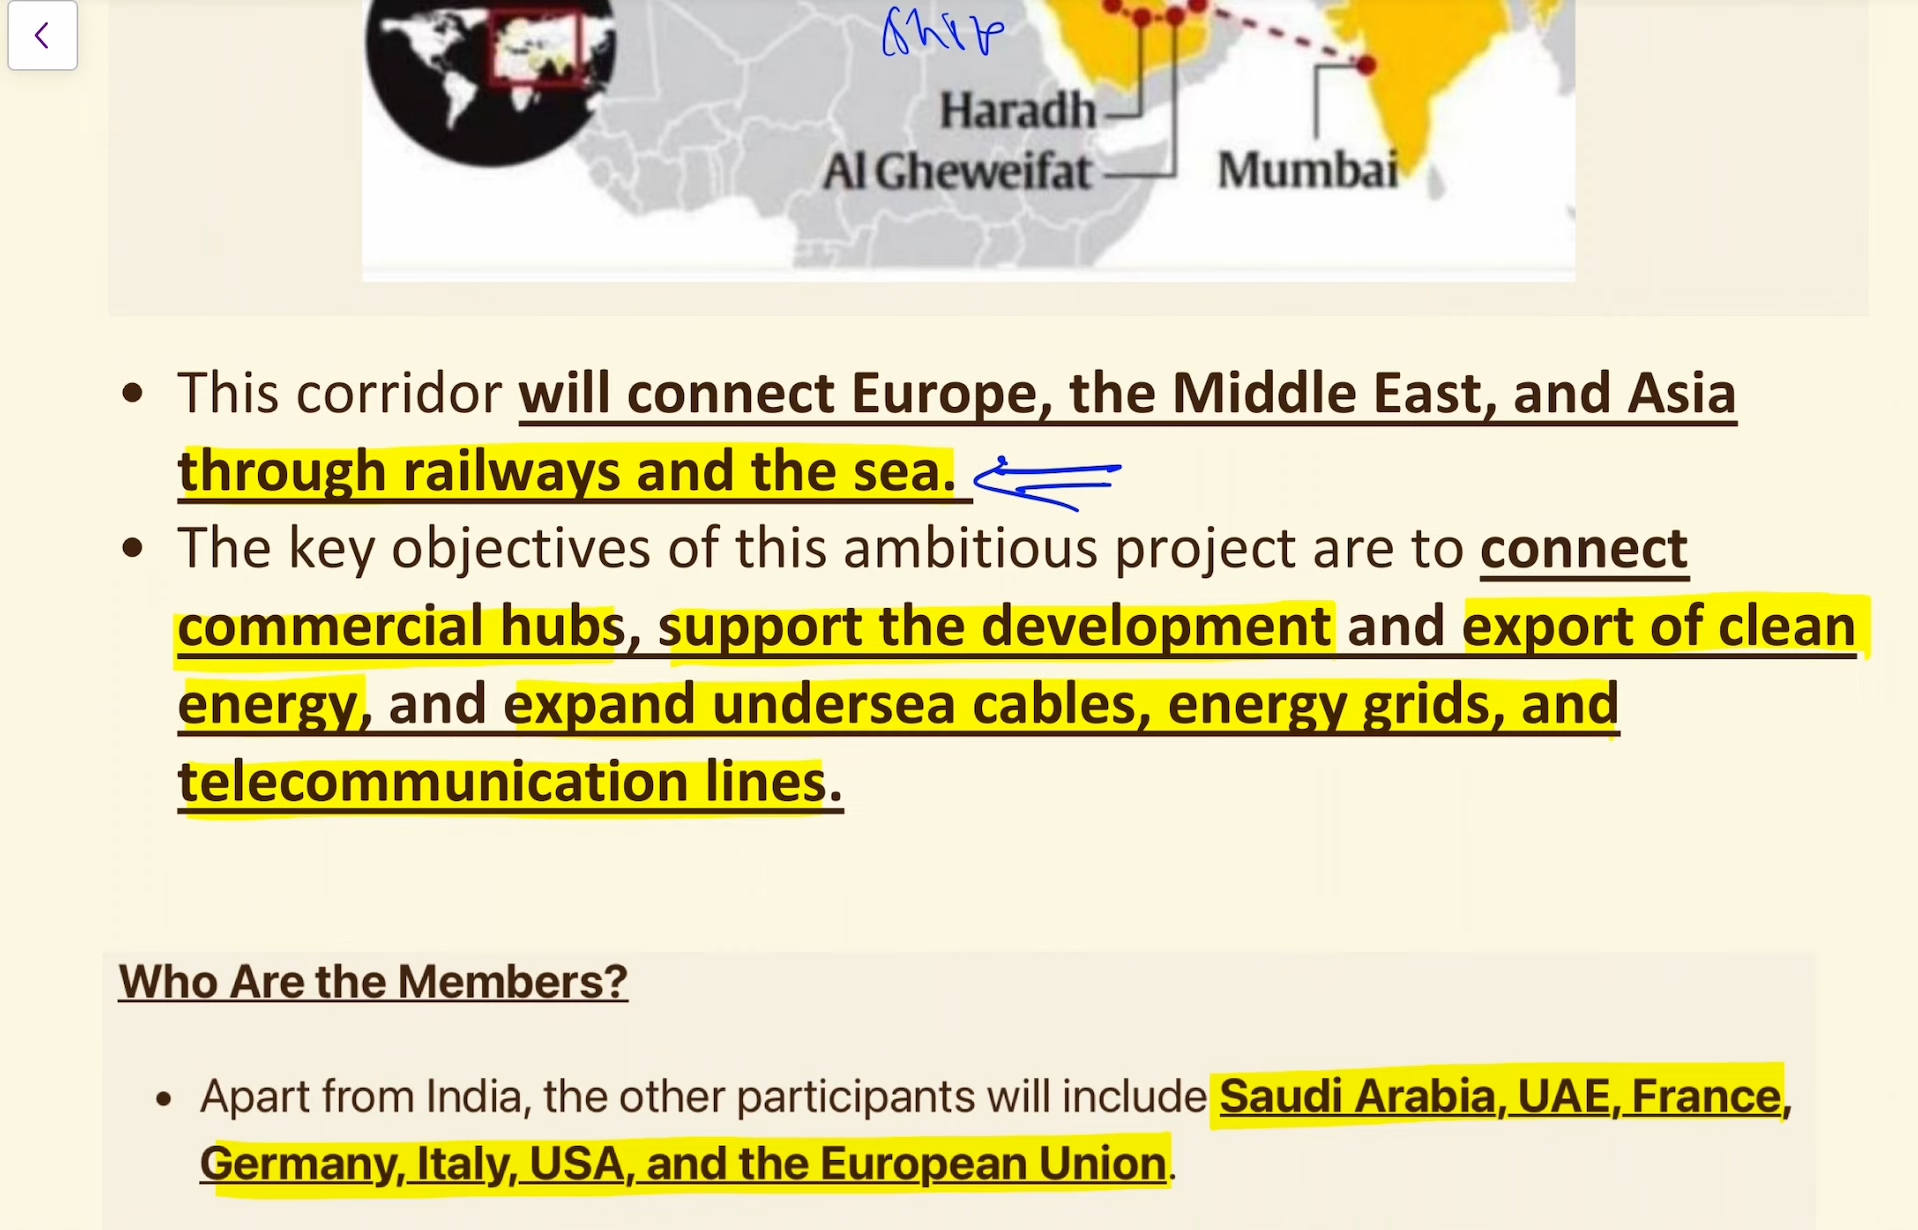 Ship
Haradh
Al Gheweifat
Mumbai
• This corridor will connect Europe, the Middle East, and Asia
through railways and the sea.
• The key objectives of this ambitious project are to connect
commercial hubs, support the development and export of clean
energy, and expand undersea cables, energy grids, and
telecommunication lines.
Who Are the Members?
• Apart from India, the other participants will include Saudi Arabia, UAE, France,
Germany, Italy, USA, and the European Union.